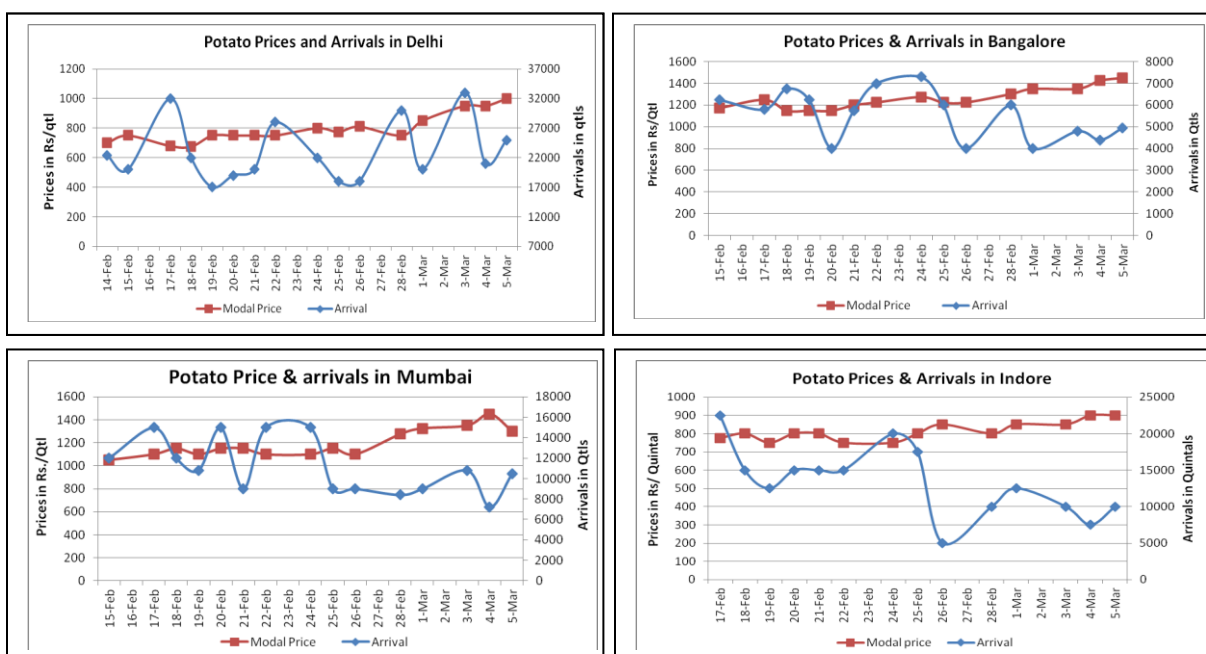 Potato Prices and Arrivals in Delhi
Prices in Rs/qtl
1200
1000
800
600
400
200
0
37000
32000
27000
22000
17000
12000
7000
Arrivals in qtls
14-Feb
15-Feb
16-Feb
17-Feb
18-Feb
19-Feb
20-Feb
21-Feb
22-Feb
23-Feb
24-Feb
25-Feb
26-Feb
27-Feb
28-Feb
1-Mar
2-Mar
3-Mar
4-Mar
5-Mar
Modal Price Arrival
Potato Prices & Arrivals in Bangalore
Prices in Rs/Qtl
1600
1400
1200
1000
800
600
400
200
0
8000
7000
6000
5000
4000
3000
2000
1000
0
Arrivals in Qtls
15-Feb
16-Feb
17-Feb
18-Feb
19-Feb
20-Feb
21-Feb
22-Feb
23-Feb
24-Feb
25-Feb
26-Feb
27-Feb
28-Feb
1-Mar
2-Mar
3-Mar
4-Mar
5-Mar
Modal Price Arrival
Potato Price & arrivals in Mumbai
Prices in Rs,/Qtl
1600
1400
1200
1000
800
600
400
200
0
18000
16000
14000
12000
10000
8000
6000
4000
2000
0
Arrivals in Qtls
15-Feb
16-Feb
17-Feb
18-Feb
19-Feb
20-Feb
21-Feb
22-Feb
23-Feb
24-Feb
25-Feb
26-Feb
27-Feb
28-Feb
1-Mar
2-Mar
3-Mar
4-Mar
5-Mar
Modal Price Arrival
Potato Prices & Arrivals in Indore
Prices in Rs/ Quintal
1000
900
800
700
600
500
400
300
200
100
0
25000
20000
15000
10000
5000
0
Arrivals in Quintals
17-Feb
18-Feb
19-Feb
20-Feb
21-Feb
22-Feb
23-Feb
24-Feb
25-Feb
26-Feb
27-Feb
28-Feb
1-Mar
2-Mar
3-Mar
4-Mar
5-Mar
Modal price Arrival